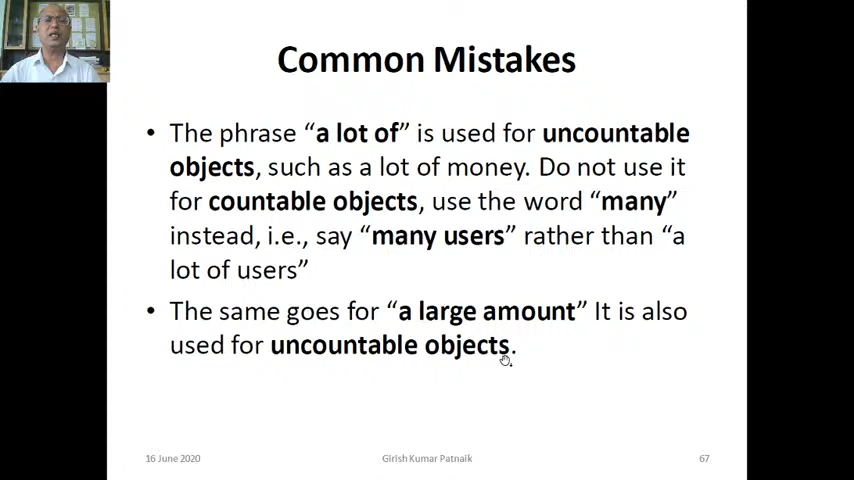 Common Mistakes
• The phrase “a lot of” is used for uncountable
objects, such as a lot of money. Do not use it
for countable objects, use the word “many”
instead, i.e., say “many users” rather than “a
lot of users”
• The same goes for “a large amount” It is also
used for uncountable objects.
16 June 2020
Girish Kumar Patnaik
67